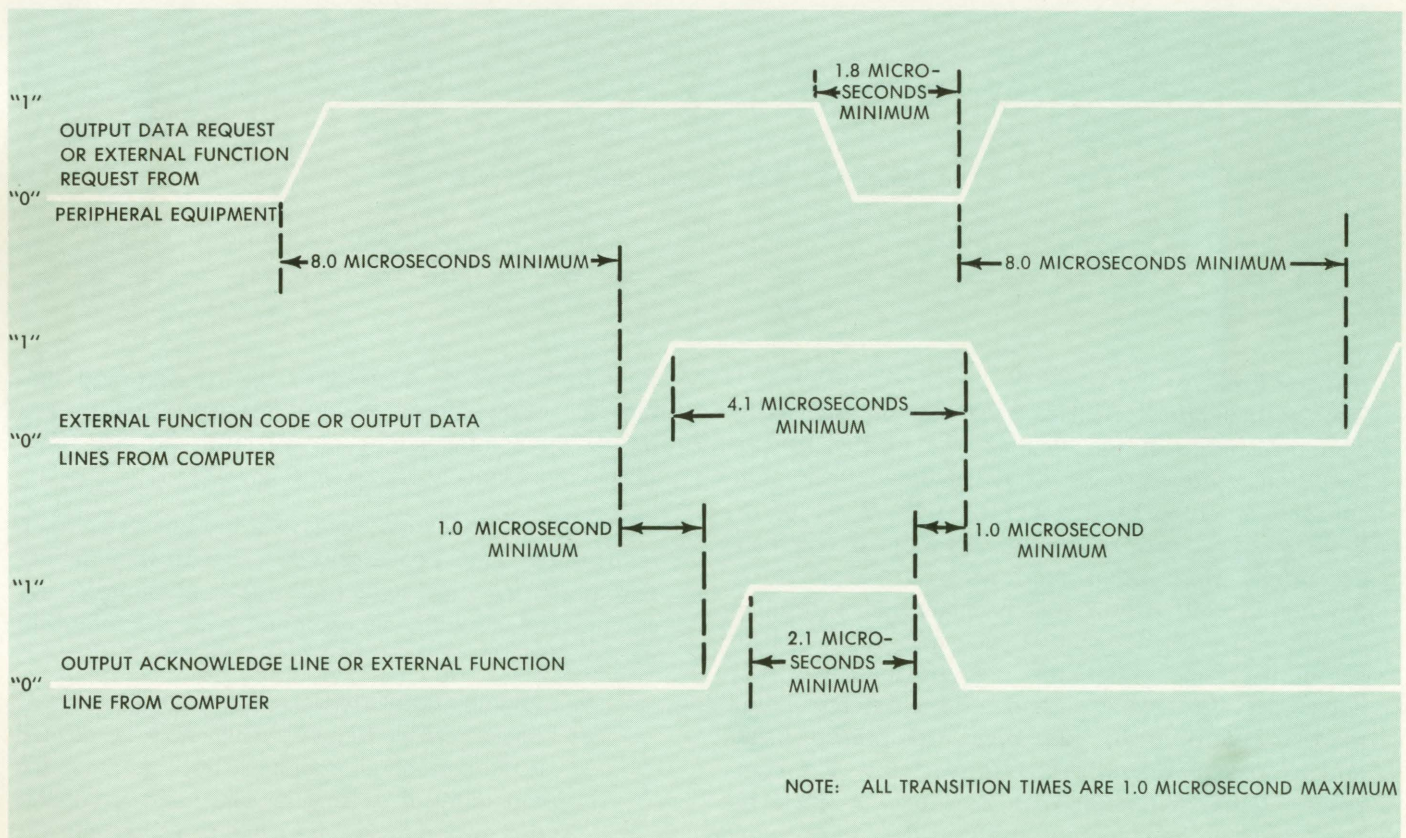 1.8 MICRO-
SECONDS
MINIMUM
"1"
OUTPUT DATA REQUEST
OR EXTERNAL FUNCTION
REQUEST FROM
"0"
PERIPHERAL EQUIPMENT
8.0 MICROSECONDS MINIMUM
8.0 MICROSECONDS MINIMUM
"1"
4.1 MICROSECONDS
MINIMUM
EXTERNAL FUNCTION CODE OR OUTPUT DATA
"0"
LINES FROM COMPUTER
1.0 MICROSECOND
MINIMUM
1.0 MICROSECOND
MINIMUM
"1"
2.1 MICRO-
SECONDS
MINIMUM
OUTPUT ACKNOWLEDGE LINE OR EXTERNAL FUNCTION
"0"
LINE FROM COMPUTER
NOTE: ALL TRANSITION TIMES ARE 1.0 MICROSECOND MAXIMUM